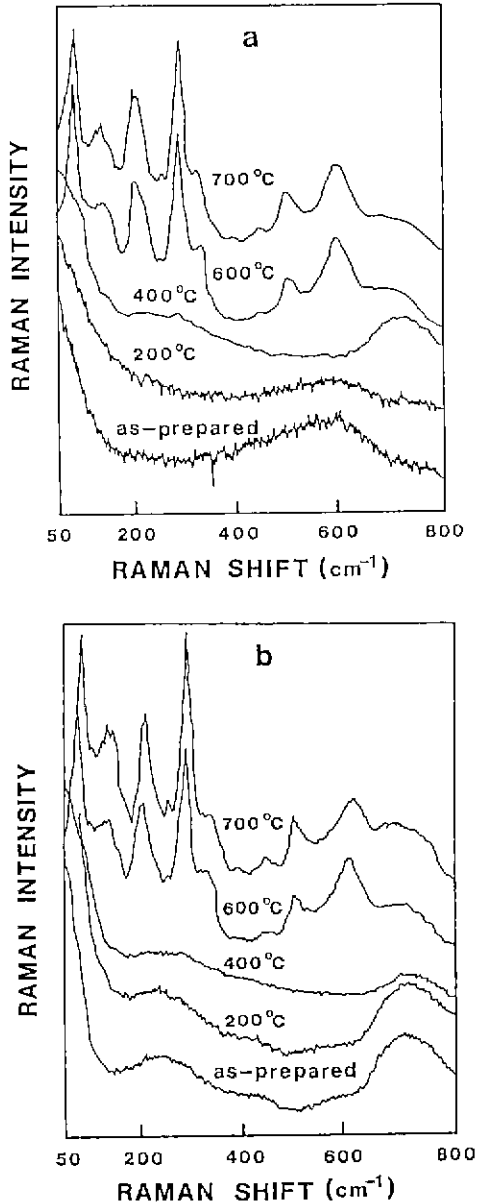 a
RAMAN INTENSITY
700°C
600°C
400°C
200°C
as-prepared
50 200 400 600 800
RAMAN SHIFT (cm⁻¹)
b
RAMAN INTENSITY
700°C
600°C
400°C
200°C
as-prepared
50 200 400 600 800
RAMAN SHIFT (cm⁻¹)